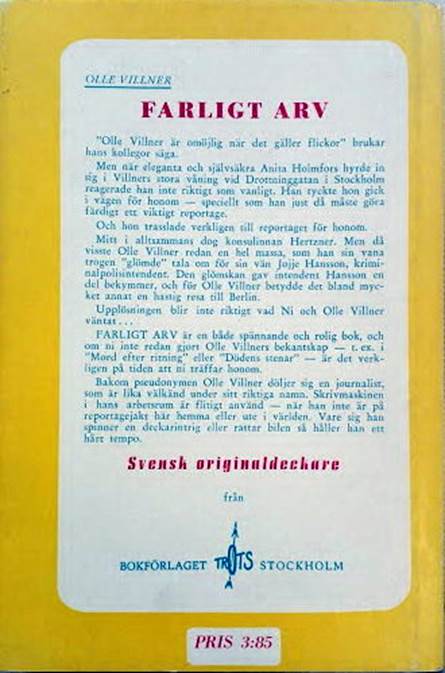 OLLE VILLNER
FARLIGT ARV
"Olle Villner är omöjlig när det gäller flickor" brukar
hans kollegor säga.
Men när eleganta och självsäkra Anita Holmfors hyrde in
sig i Villners stora våning vid Drottninggatan i Stockholm
reagerade han inte riktigt som vanligt. Han tyckte hon gick
i vägen för honom — speciellt som han just då måste göra
färdigt ett viktigt reportage.
Och hon trasslade verkligen till reportaget för honom.
Mitt i alltsammans dog konsulinnan Hertzner. Men då
visste Olle Villner redan en hel massa, som han sin vana
trogen "glömde" tala om för sin vän Jojje Hansson, krimi-
nalpolisintendent. Den glömskan gav intendent Hansson en
del bekymmer, och för Olle Villner betydde det bland myc-
ket annat en hastig resa till Berlin.
Upplösningen blir inte riktigt vad Ni och Olle Villner
väntat . . .
FARLIGT ARV är en både spännande och rolig bok, och
om ni inte redan gjort Olle Villners bekantskap — t. ex. i
"Mord efter ritning" eller "Dödens stenar" — är det verk-
ligen på tiden att ni träffar honom.
Bakom pseudonymen Olle Villner döljer sig en journalist,
som är lika välkänd under sitt riktiga namn. Skrivmaskinen
i hans arbetsrum är flitigt använd — när han inte är på
reportagejakt här hemma eller ute i världen. Vare sig han
spinner en deckarintrig eller rattar bilen så håller han ett
hårt tempo.
Svensk originaldeckare
från
BOKFÖRLAGET TROTS STOCKHOLM
PRIS 3:85